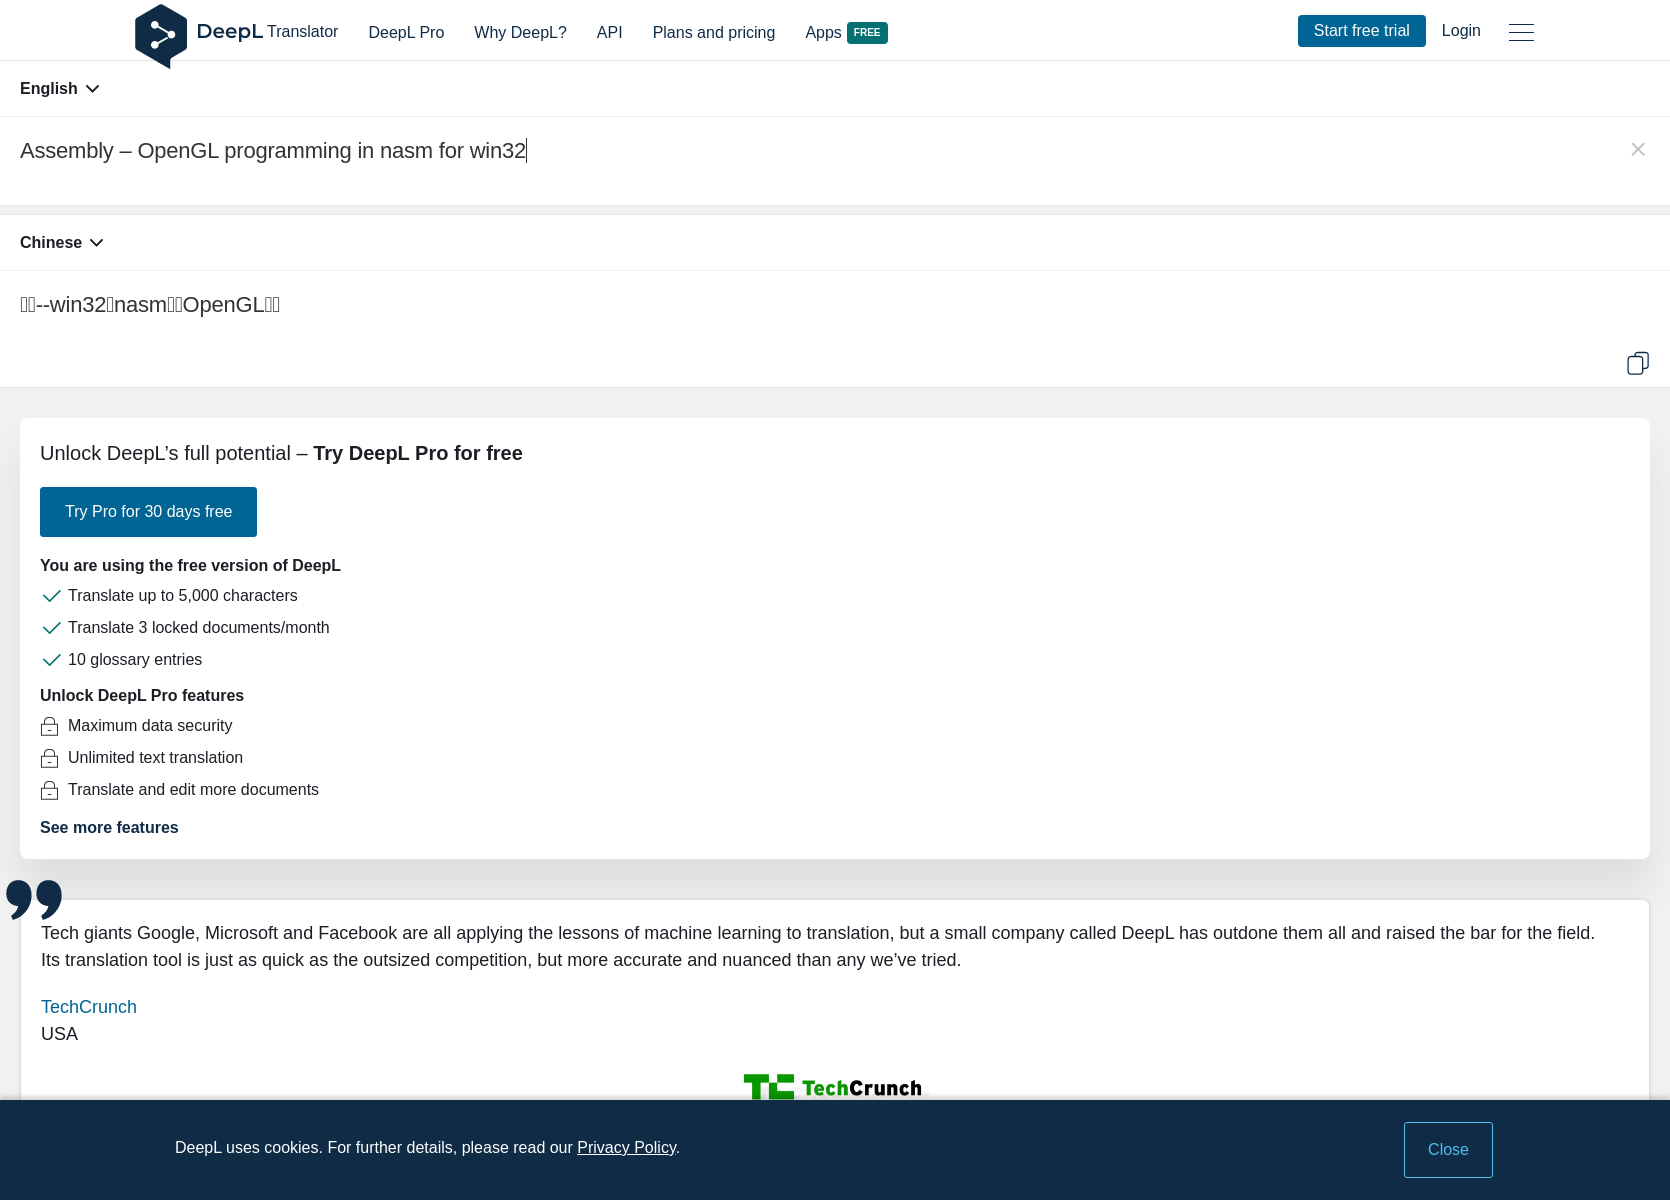 DeepL Translator
DeepL Pro
Why DeepL?
API
Plans and pricing
Apps FREE
Start free trial
Login
English
Assembly – OpenGL programming in nasm for win32
Chinese
--win32 nasm OpenGL
Unlock DeepL’s full potential – Try DeepL Pro for free
Try Pro for 30 days free
You are using the free version of DeepL
Translate up to 5,000 characters
Translate 3 locked documents/month
10 glossary entries
Unlock DeepL Pro features
Maximum data security
Unlimited text translation
Translate and edit more documents
See more features
Tech giants Google, Microsoft and Facebook are all applying the lessons of machine learning to translation, but a small company called DeepL has outdone them all and raised the bar for the field.
Its translation tool is just as quick as the outsized competition, but more accurate and nuanced than any we’ve tried.
TechCrunch
USA
TechCrunch
DeepL uses cookies. For further details, please read our Privacy Policy.
Close